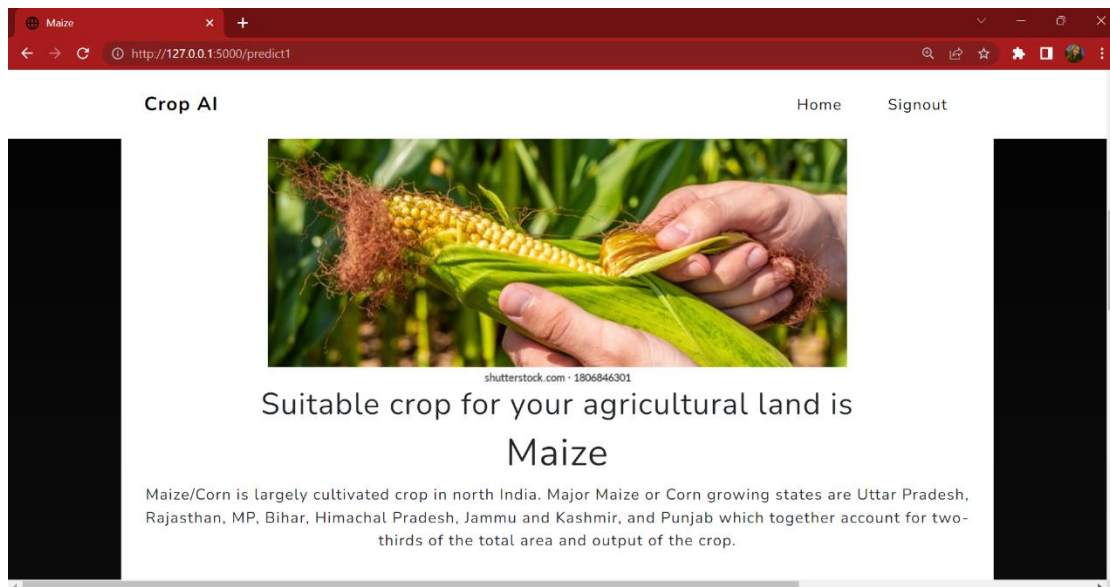 Maize
http://127.0.0.1:5000/predict1
Crop AI
Home Signout
shutterstock.com · 1806846301
Suitable crop for your agricultural land is
Maize
Maize/Corn is largely cultivated crop in north India. Major Maize or Corn growing states are Uttar Pradesh,
Rajasthan, MP, Bihar, Himachal Pradesh, Jammu and Kashmir, and Punjab which together account for two-
thirds of the total area and output of the crop.